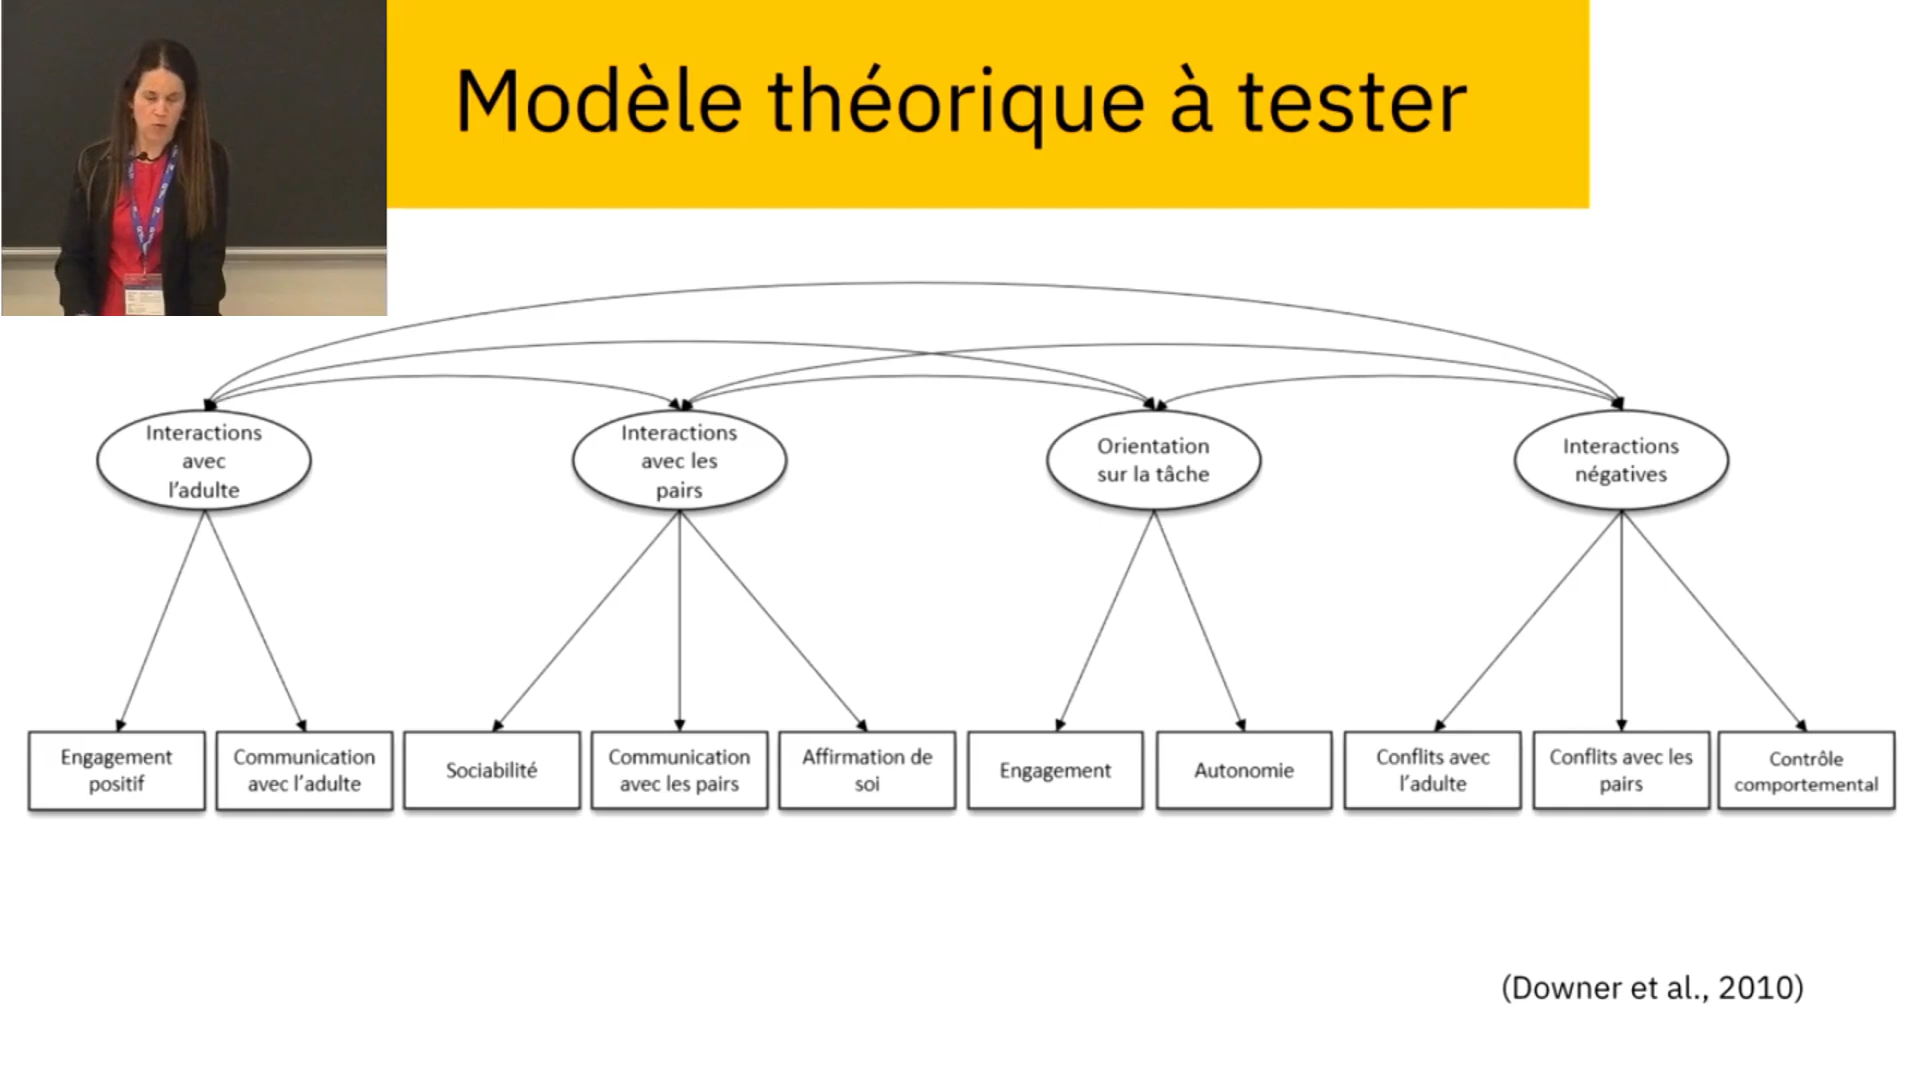 Modèle théorique à tester
Interactions
avec
l'adulte
Interactions
avec les
pairs
Orientation
sur la tâche
Interactions
négatives
Engagement
positif
Communication
avec l'adulte
Sociabilité
Communication
avec les pairs
Affirmation de
soi
Engagement
Autonomie
Conflits avec
l'adulte
Conflits avec les
pairs
Contrôle
comportemental
(Downer et al., 2010)